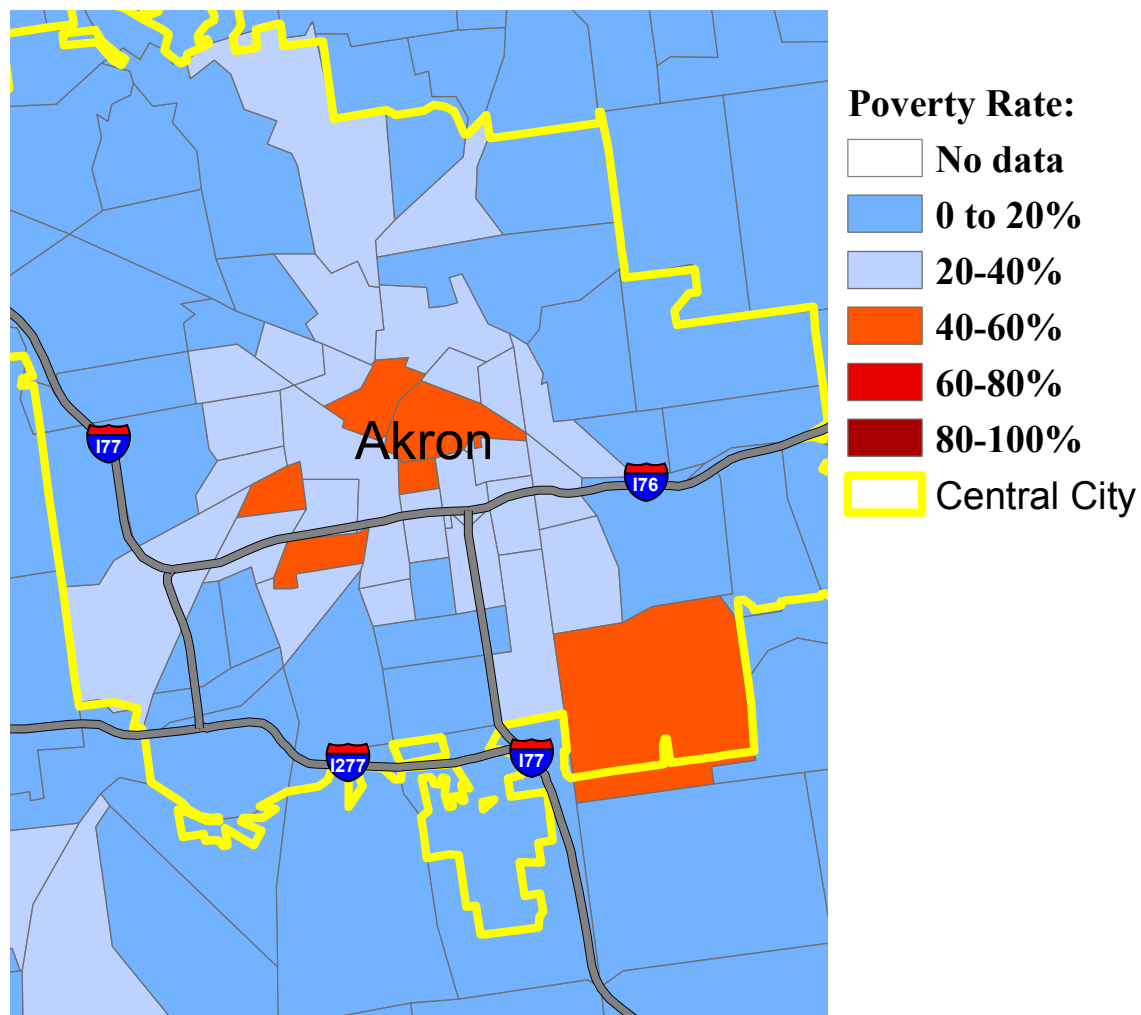 Poverty Rate:
No data
0 to 20%
20-40%
40-60%
60-80%
80-100%
Central City
Akron
I77
I76
I277
I77